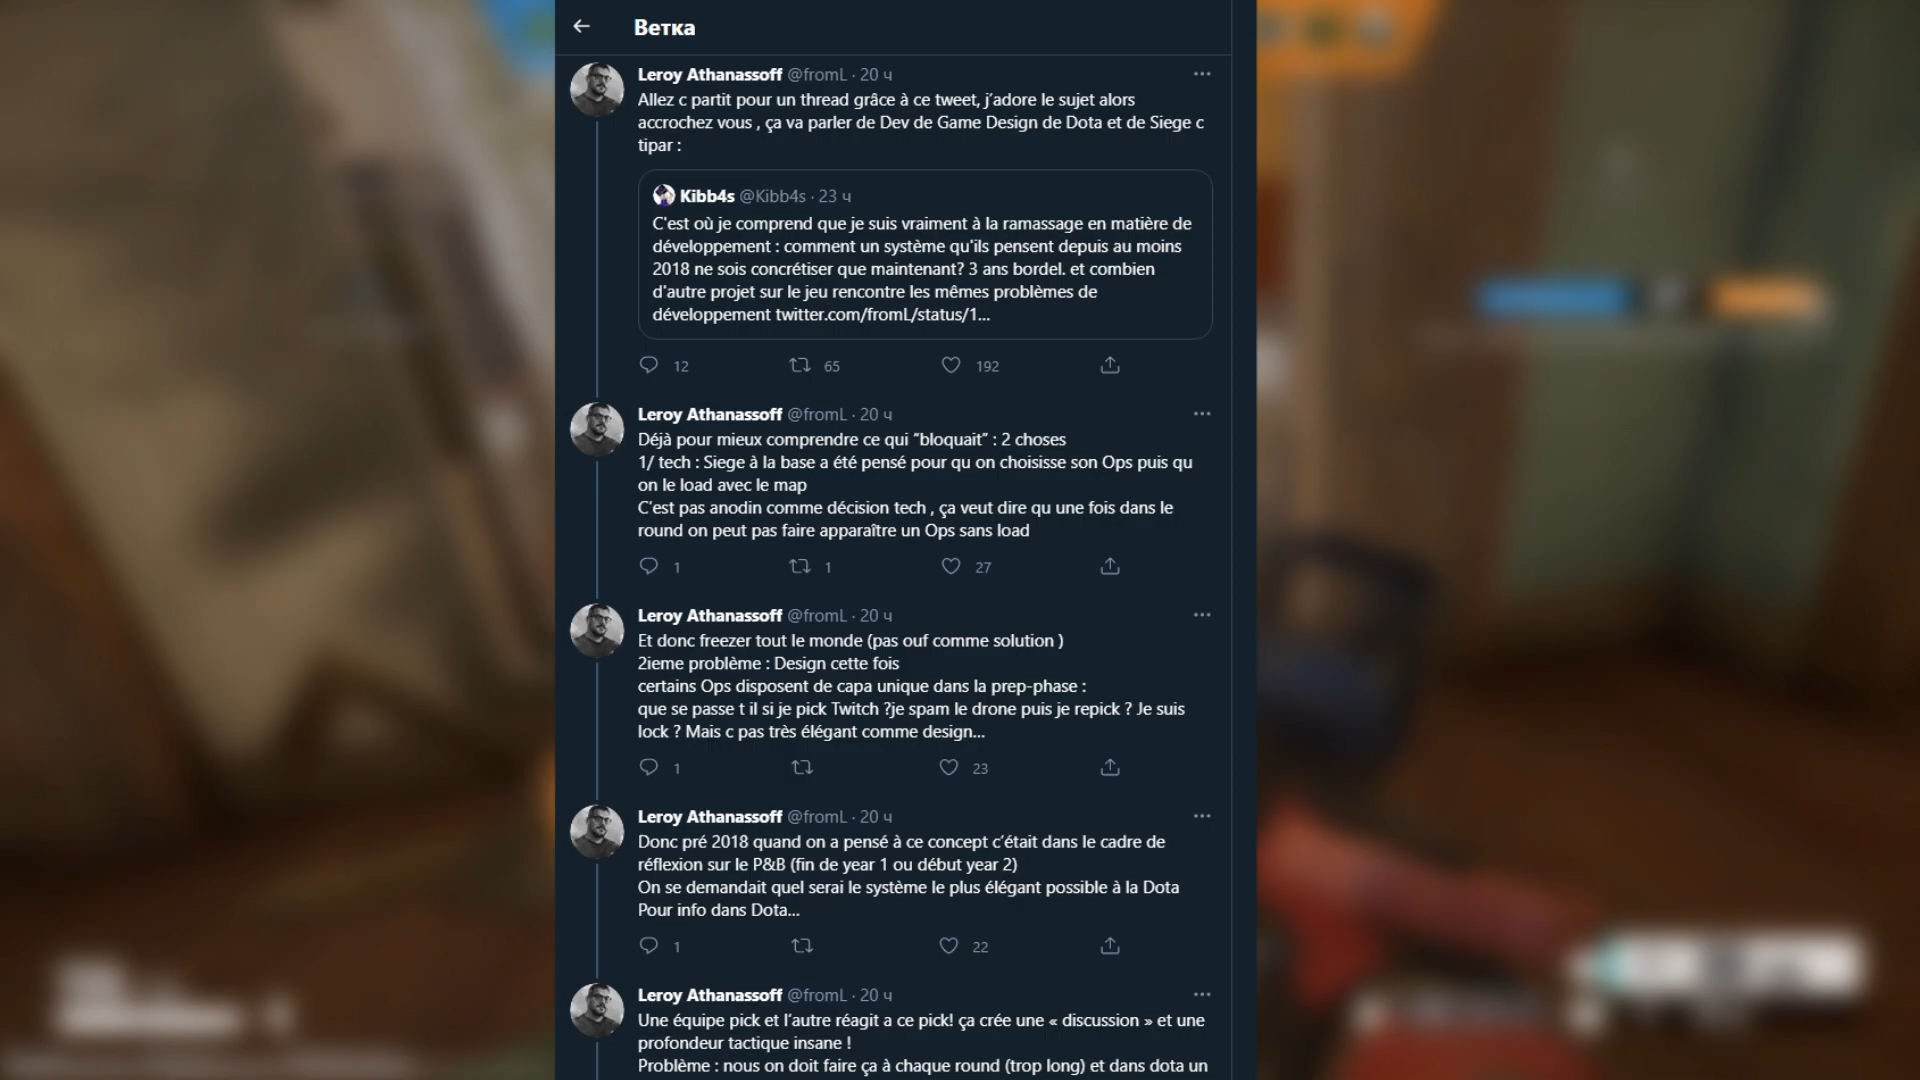 Ветка
Leroy Athanassoff @fromL · 20 ч
Allez c partit pour un thread grâce à ce tweet, j'adore le sujet alors
accrochez vous , ça va parler de Dev de Game Design de Dota et de Siege c
tipar :
Kibb4s @Kibb4s · 23 ч
C'est où je comprend que je suis vraiment à la ramassage en matière de
développement : comment un système qu'ils pensent depuis au moins
2018 ne sois concrétiser que maintenant? 3 ans bordel. et combien
d'autre projet sur le jeu rencontre les mêmes problèmes de
développement twitter.com/fromL/status/1...
12 65 192
Leroy Athanassoff @fromL · 20 ч
Déjà pour mieux comprendre ce qui “bloquait” : 2 choses
1/ tech : Siege à la base a été pensé pour qu on choisisse son Ops puis qu
on le load avec le map
C'est pas anodin comme décision tech , ça veut dire qu une fois dans le
round on peut pas faire apparaître un Ops sans load
1 1 27
Leroy Athanassoff @fromL · 20 ч
Et donc freezer tout le monde (pas ouf comme solution )
2ieme problème : Design cette fois
certains Ops disposent de capa unique dans la prep-phase :
que se passe t il si je pick Twitch ?je spam le drone puis je repick ? Je suis
lock ? Mais c pas très élégant comme design...
1 23
Leroy Athanassoff @fromL · 20 ч
Donc pré 2018 quand on a pensé à ce concept c'était dans le cadre de
réflexion sur le P&B (fin de year 1 ou début year 2)
On se demandait quel serai le système le plus élégant possible à la Dota
Pour info dans Dota...
1 22
Leroy Athanassoff @fromL · 20 ч
Une équipe pick et l'autre réagit a ce pick! ça crée une « discussion » et une
profondeur tactique insane !
Problème : nous on doit faire ça à chaque round (trop long) et dans dota un